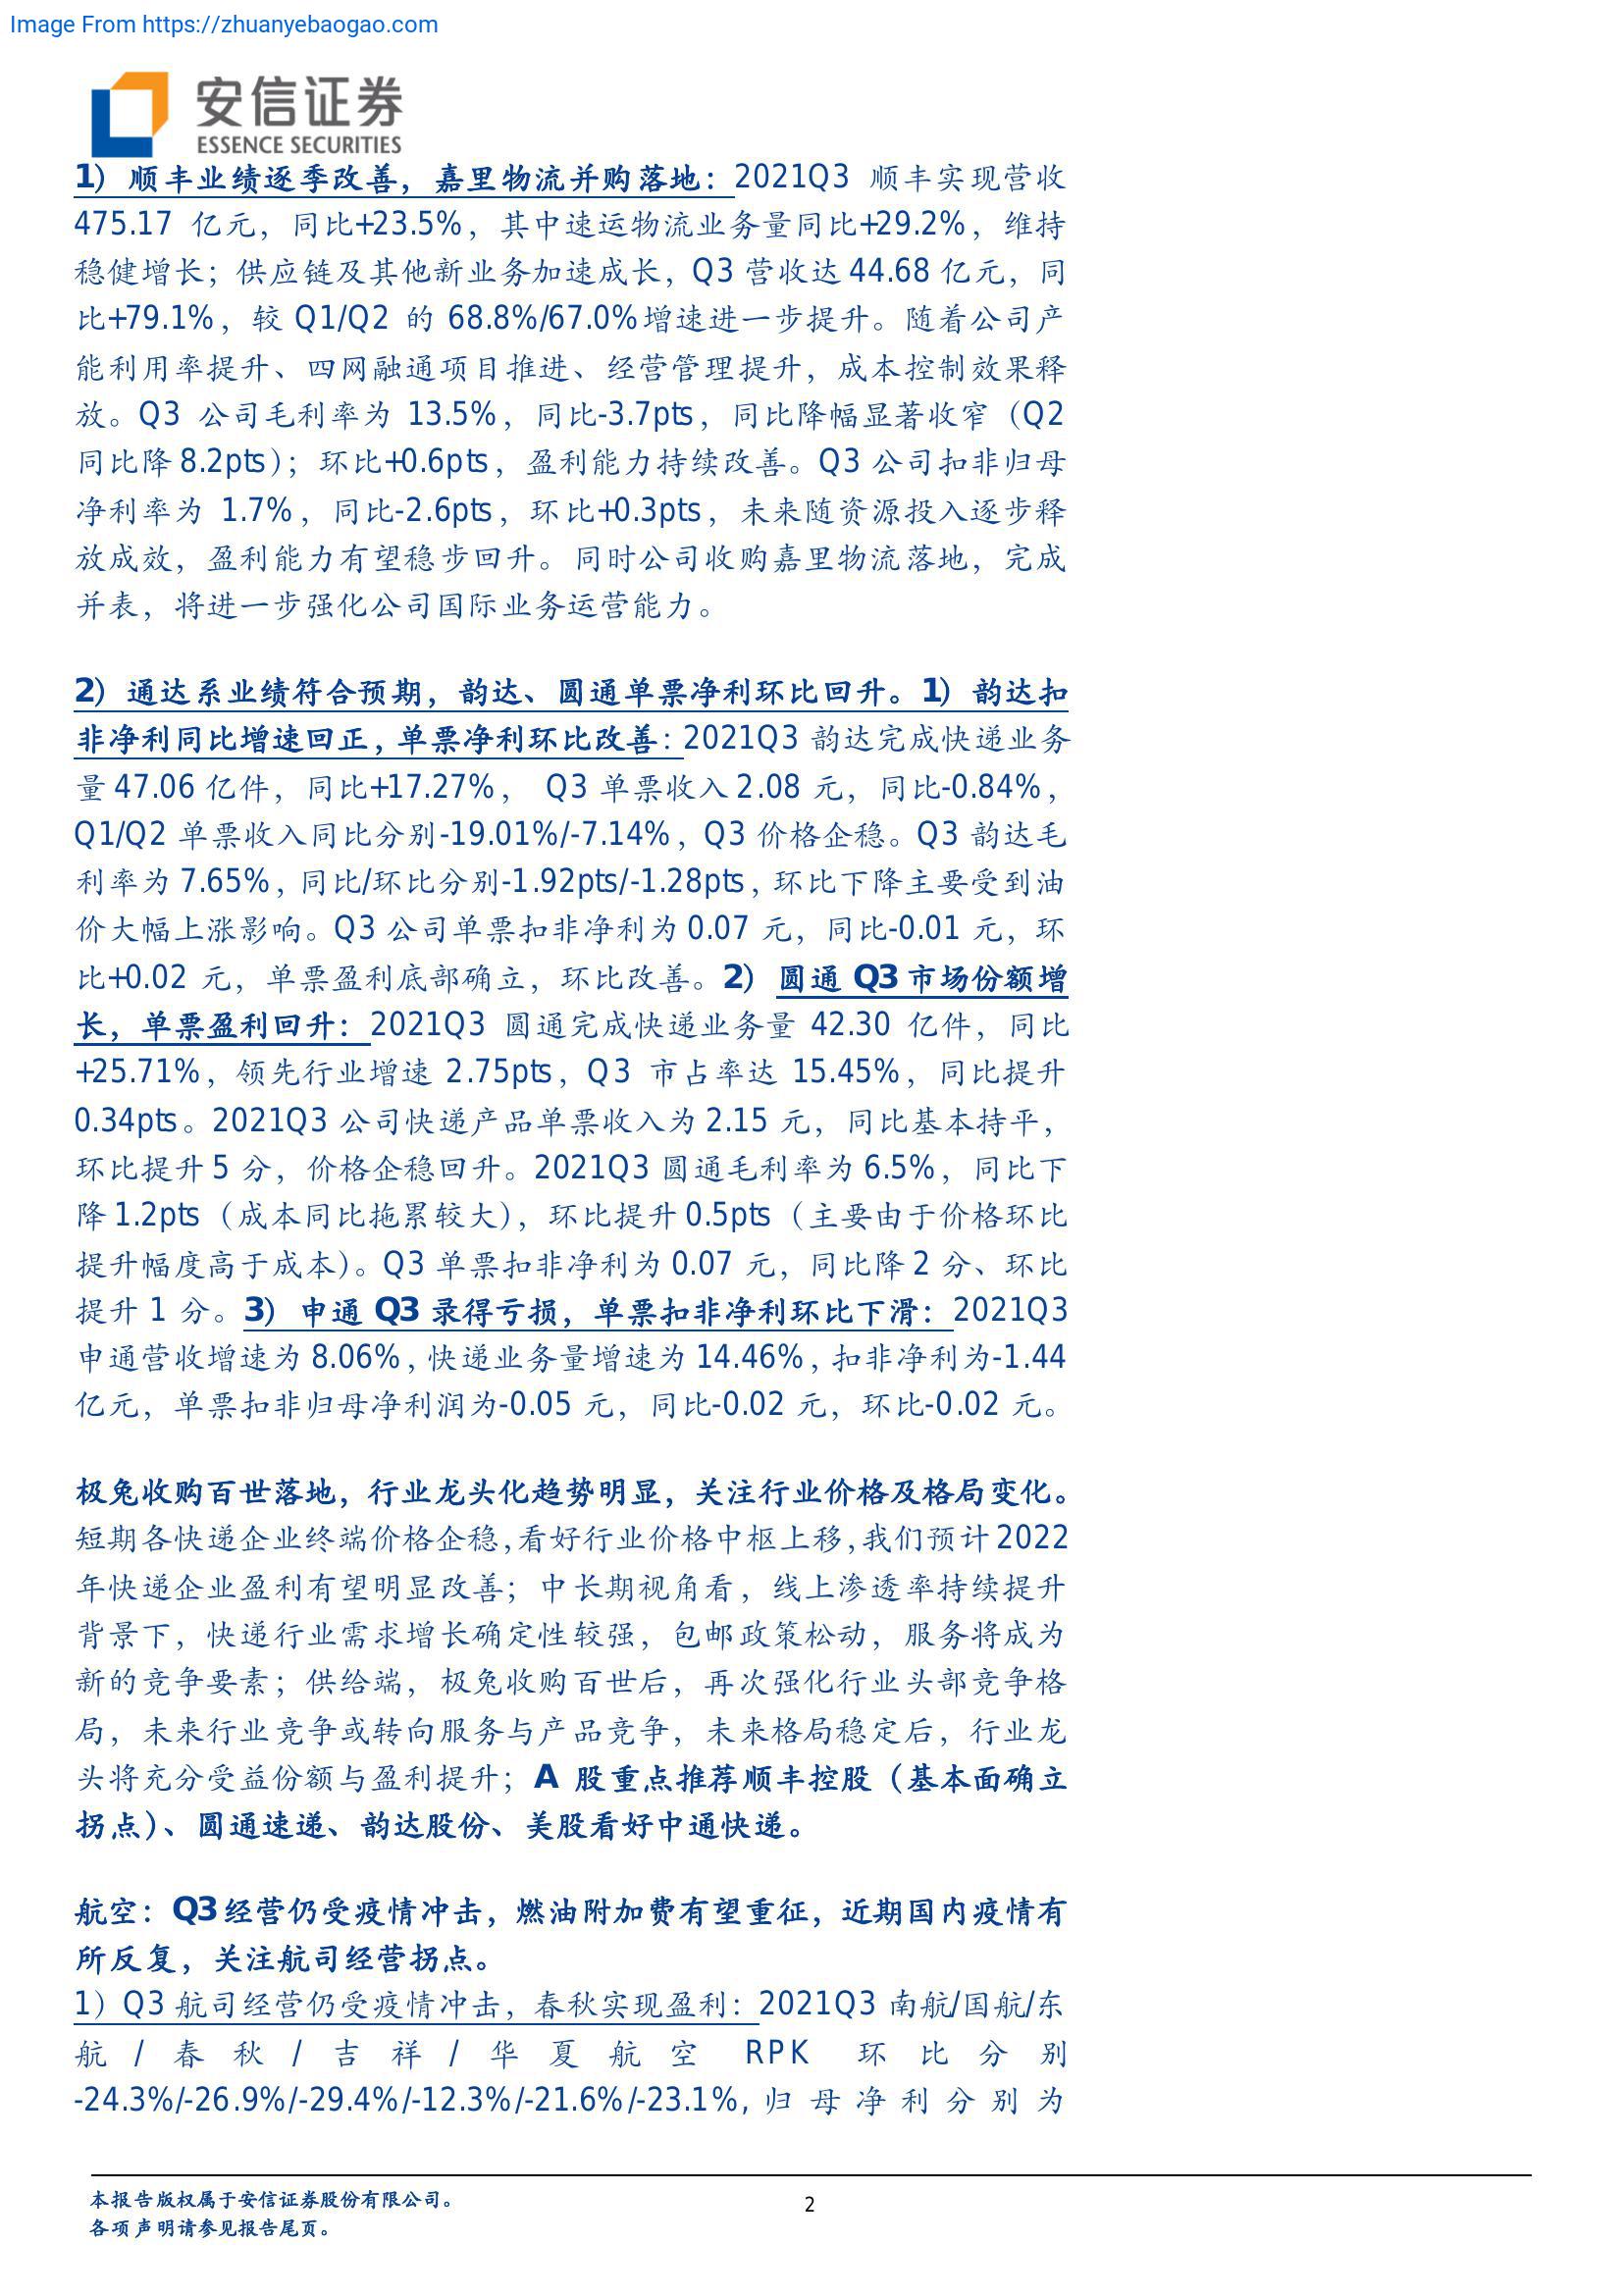 Image From https://zhuanyebaogao.com
安信证券
ESSENCE SECURITIES
1）顺丰业绩逐季改善，嘉里物流并购落地：2021Q3 顺丰实现营收
475.17 亿元，同比+23.5%，其中速运物流业务量同比+29.2%，维持
稳健增长；供应链及其他新业务加速成长，Q3 营收达 44.68 亿元，同
比+79.1%，较 Q1/Q2 的 68.8%/67.0%增速进一步提升。随着公司产
能利用率提升、四网融通项目推进、经营管理提升，成本控制效果释
放。Q3 公司毛利率为 13.5%，同比-3.7pts，同比降幅显著收窄（Q2
同比降 8.2pts）；环比+0.6pts，盈利能力持续改善。Q3 公司扣非归母
净利率为 1.7%，同比-2.6pts，环比+0.3pts，未来随资源投入逐步释
放成效，盈利能力有望稳步回升。同时公司收购嘉里物流落地，完成
并表，将进一步强化公司国际业务运营能力。
2）通达系业绩符合预期，韵达、圆通单票净利环比回升。1）韵达扣
非净利同比增速回正，单票净利环比改善：2021Q3 韵达完成快递业务
量 47.06 亿件，同比+17.27%， Q3 单票收入 2.08 元，同比-0.84%，
Q1/Q2 单票收入同比分别-19.01%/-7.14%，Q3 价格企稳。Q3 韵达毛
利率为 7.65%，同比/环比分别-1.92pts/-1.28pts，环比下降主要受到油
价大幅上涨影响。Q3 公司单票扣非净利为 0.07 元，同比-0.01 元，环
比+0.02 元，单票盈利底部确立，环比改善。2）圆通 Q3 市场份额增
长，单票盈利回升：2021Q3 圆通完成快递业务量 42.30 亿件，同比
+25.71%，领先行业增速 2.75pts，Q3 市占率达 15.45%，同比提升
0.34pts。2021Q3 公司快递产品单票收入为 2.15 元，同比基本持平，
环比提升 5 分，价格企稳回升。2021Q3 圆通毛利率为 6.5%，同比下
降 1.2pts（成本同比拖累较大），环比提升 0.5pts（主要由于价格环比
提升幅度高于成本）。Q3 单票扣非净利为 0.07 元，同比降 2 分、环比
提升 1 分。3）申通 Q3 录得亏损，单票扣非净利环比下滑：2021Q3
申通营收增速为 8.06%，快递业务量增速为 14.46%，扣非净利为-1.44
亿元，单票扣非归母净利润为-0.05 元，同比-0.02 元，环比-0.02 元。
极兔收购百世落地，行业龙头化趋势明显，关注行业价格及格局变化。
短期各快递企业终端价格企稳，看好行业价格中枢上移，我们预计 2022
年快递企业盈利有望明显改善；中长期视角看，线上渗透率持续提升
背景下，快递行业需求增长确定性较强，包邮政策松动，服务将成为
新的竞争要素；供给端，极兔收购百世后，再次强化行业头部竞争格
局，未来行业竞争或转向服务与产品竞争，未来格局稳定后，行业龙
头将充分受益份额与盈利提升；A 股重点推荐顺丰控股（基本面确立
拐点）、圆通速递、韵达股份、美股看好中通快递。
航空：Q3 经营仍受疫情冲击，燃油附加费有望重征，近期国内疫情有
所反复，关注航司经营拐点。
1）Q3 航司经营仍受疫情冲击，春秋实现盈利：2021Q3 南航/国航/东
航/春秋/吉祥/华夏航空 RPK 环比分别
-24.3%/-26.9%/-29.4%/-12.3%/-21.6%/-23.1%，归母净利分别为
本报告版权属于安信证券股份有限公司。
各项声明请参见报告尾页。
2